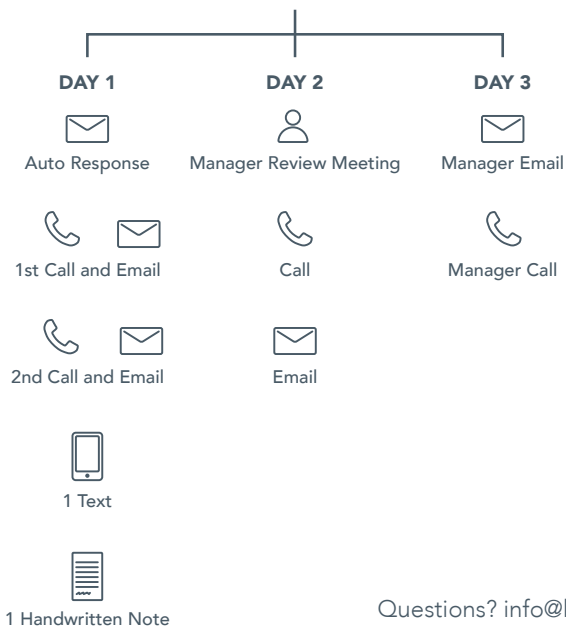 DAY 1
Auto Response
1st Call and Email
2nd Call and Email
1 Text
1 Handwritten Note
DAY 2
Manager Review Meeting
Call
Email
DAY 3
Manager Email
Manager Call
Questions?